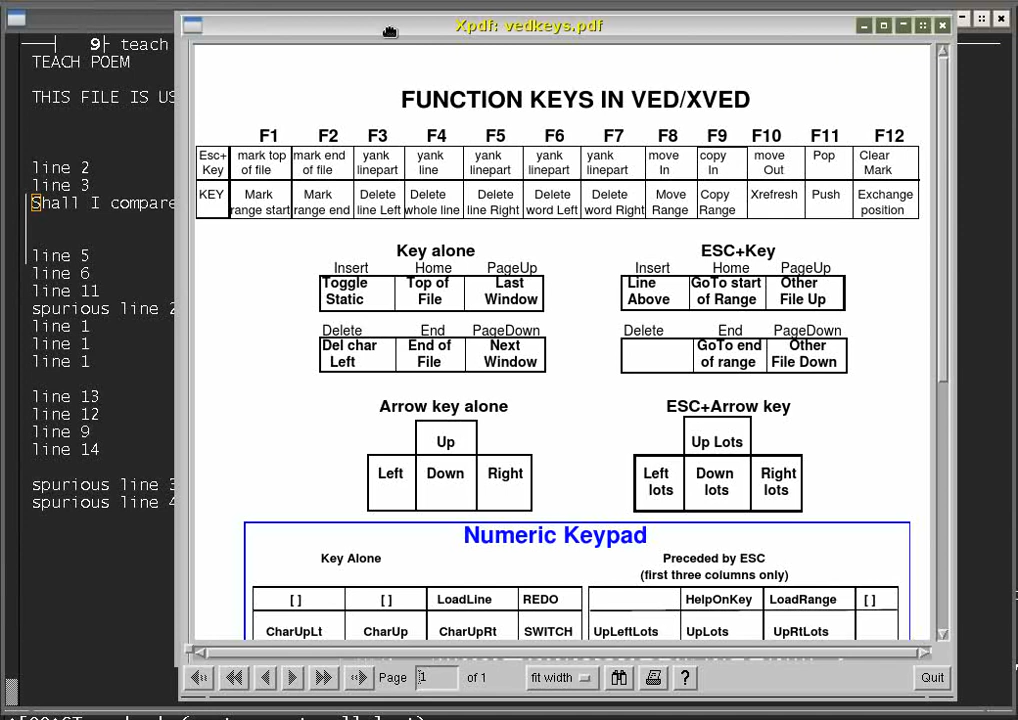 Xpdf: vedkeys.pdf
9 teach
TEACH POEM
THIS FILE IS US
line 2
line 3
Shall I compare
line 5
line 6
line 11
spurious line 2
line 1
line 1
line 1
line 13
line 12
line 9
line 14
spurious line 3
spurious line 4
FUNCTION KEYS IN VED/XVED
F1 F2 F3 F4 F5 F6 F7 F8 F9 F10 F11 F12
Esc+ mark top mark end yank yank yank yank yank move copy move Pop Clear
Key of file of file linepart line linepart linepart linepart In In Out Mark
KEY Mark Mark Delete Delete Delete Delete Delete Move Copy Xrefresh Push Exchange
range start range end line Left whole line line Right word Left word Right Range Range position
Key alone ESC+Key
Insert Home PageUp Insert Home PageUp
Toggle Top of Last Line GoTo start Other
Static File Window Above of Range File Up
Delete End PageDown Delete End PageDown
Del char End of Next GoTo end Other
Left File Window of range File Down
Arrow key alone ESC+Arrow key
Up Up Lots
Left Down Right Left Down Right
lots lots lots
Numeric Keypad
Key Alone Preceded by ESC
(first three columns only)
[ ] [ ] LoadLine REDO HelpOnKey LoadRange [ ]
CharUpLt CharUp CharUpRt SWITCH UpLeftLots UpLots UpRtLots
Page 1 of 1 fit width ? Quit